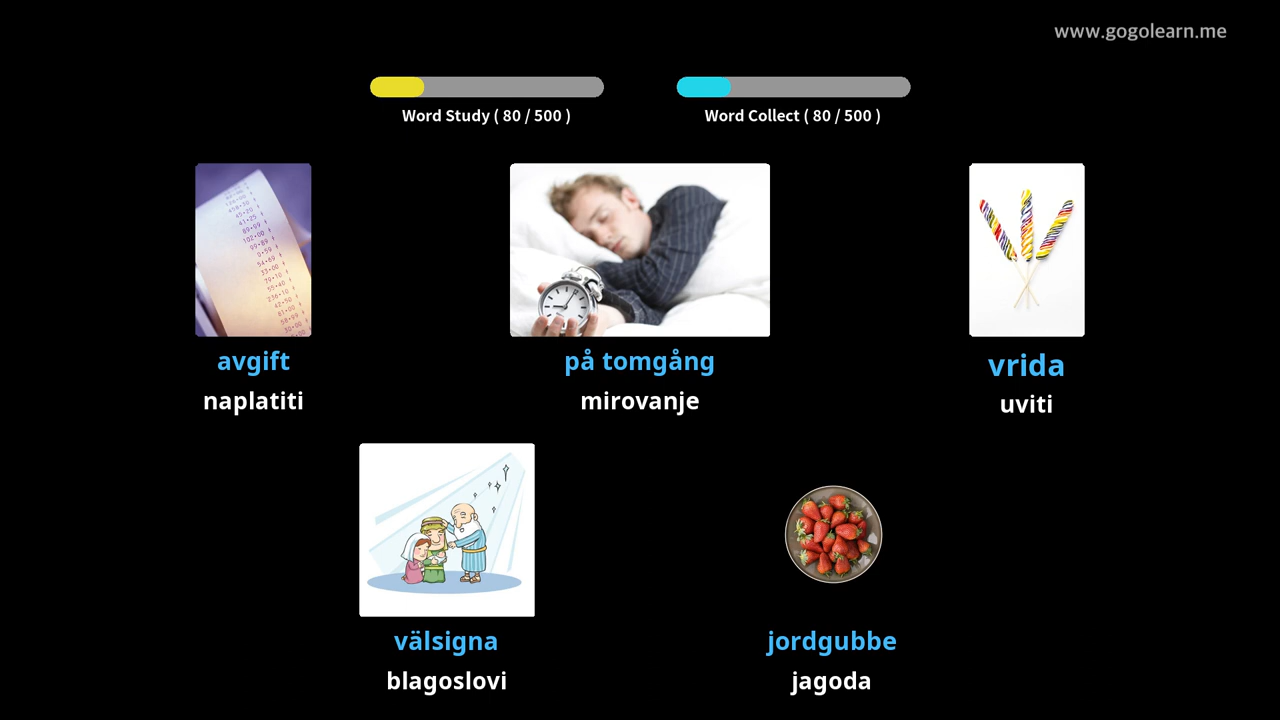 www.gogolearn.me
Word Study ( 80 / 500 )
Word Collect ( 80 / 500 )
avgift
naplatiti
på tomgång
mirovanje
vrida
uviti
välsigna
blagoslovi
jordgubbe
jagoda